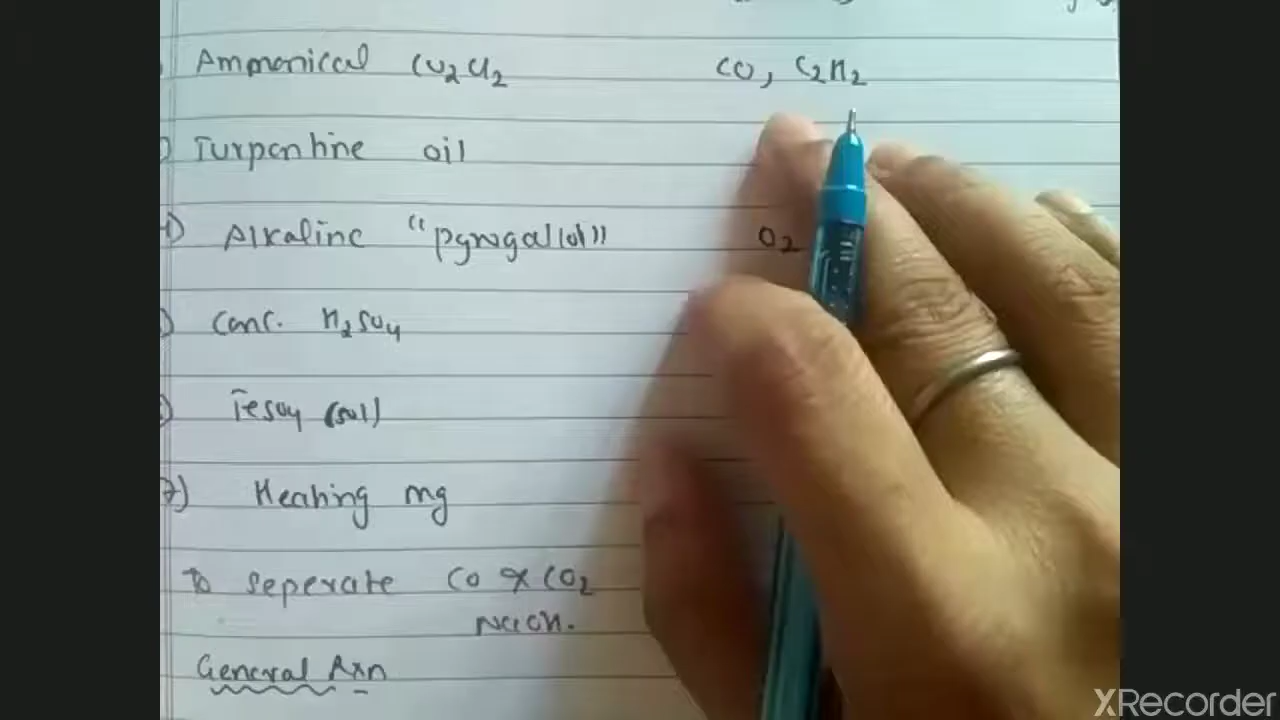 Ammonical Cu2Cl2 CO, C2H2
) Turpentine oil
4) Alkaline "pyrogallol" O2
) Conc. H2SO4
) FeSO4 (sol)
7) Heating mg
To seperate CO & CO2
NaOH.
General Rxn
XRecorder